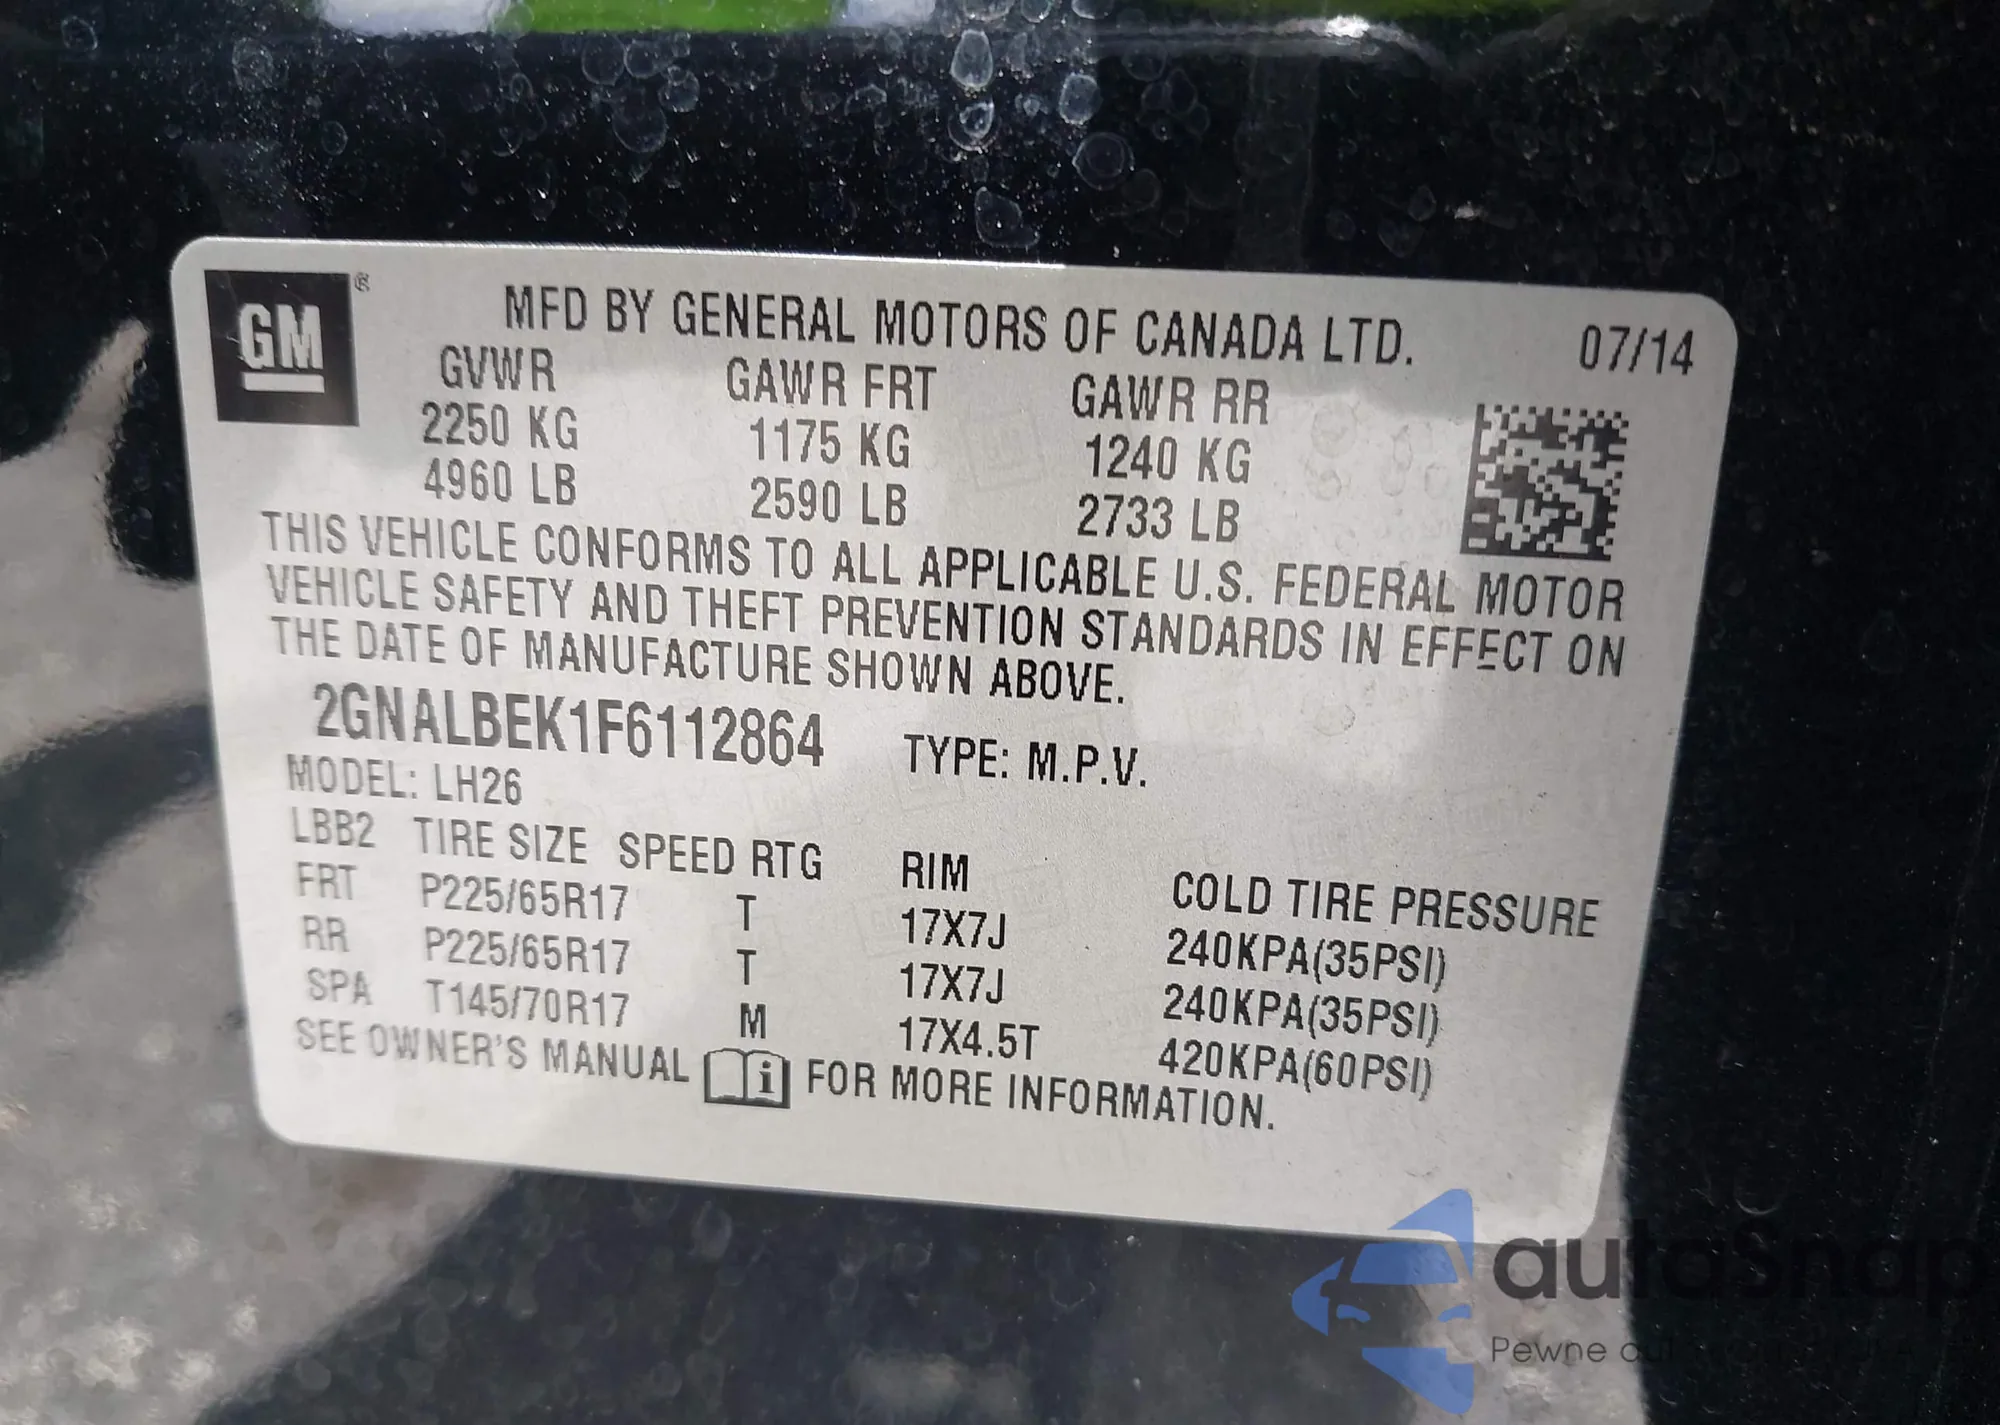 GM ®
MFD BY GENERAL MOTORS OF CANADA LTD. 07/14
GVWR GAWR FRT GAWR RR
2250 KG 1175 KG 1240 KG
4960 LB 2590 LB 2733 LB
THIS VEHICLE CONFORMS TO ALL APPLICABLE U.S. FEDERAL MOTOR
VEHICLE SAFETY AND THEFT PREVENTION STANDARDS IN EFFECT ON
THE DATE OF MANUFACTURE SHOWN ABOVE.
2GNALBEK1F6112864 TYPE: M.P.V.
MODEL: LH26
LBB2 TIRE SIZE SPEED RTG RIM COLD TIRE PRESSURE
FRT P225/65R17 T 17X7J 240KPA(35PSI)
RR P225/65R17 T 17X7J 240KPA(35PSI)
SPA T145/70R17 M 17X4.5T 420KPA(60PSI)
SEE OWNER'S MANUAL i FOR MORE INFORMATION.
autoSnap
Pewne